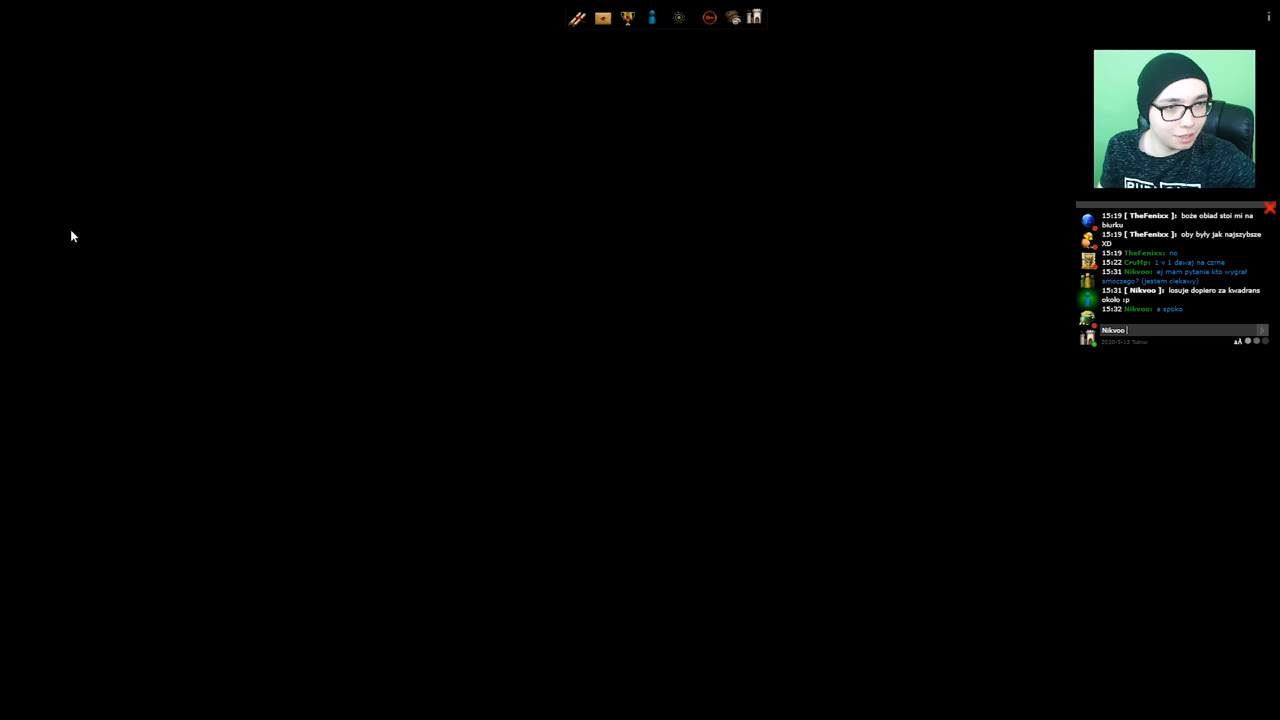 i
15:19 [ TheFenixx ]: boże obiad stoi mi na
biurku
15:19 [ TheFenixx ]: oby były jak najszybsze
XD
15:19 TheFenixx: no
15:22 CruMp: 1 v 1 dawaj na czrne
15:31 Nikvoo: ej mam pytanie kto wygrał
smoczego? (jestem ciekawy)
15:31 [ Nikvoo ]: losuje dopiero za kwadrans
około :p
15:32 Nikvoo: a spoko
Nikvoo
aA